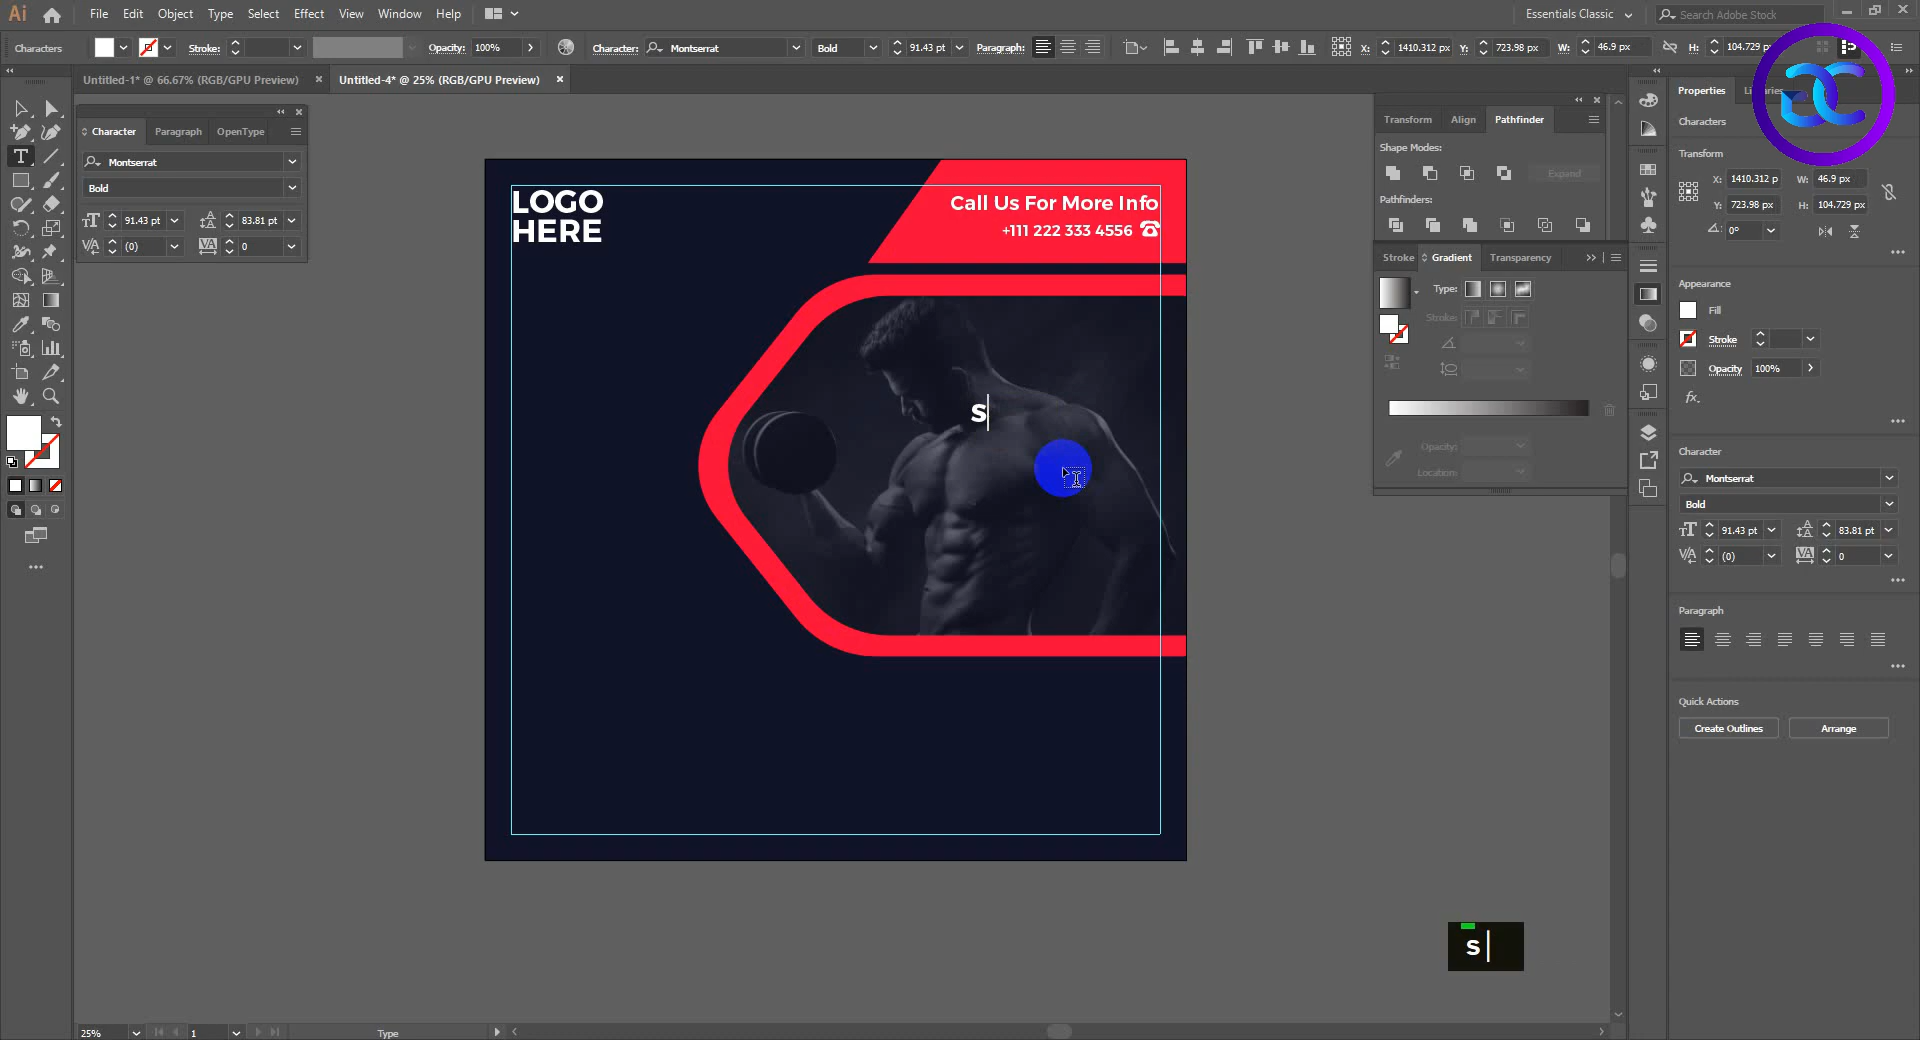 Ai File Edit Object Type Select Effect View Window Help Essentials Classic Search Adobe Stock
Characters Stroke: Opacity: 100% Character: Montserrat Bold 91.43 pt Paragraph: X: 1410.312 px Y: 723.98 px W: 46.9 px H: 104.729 px
Untitled-1* @ 66.67% (RGB/GPU Preview) × Untitled-4* @ 25% (RGB/GPU Preview) ×
Character Paragraph OpenType
Montserrat
Bold
91.43 pt 83.81 pt
(0) 0
LOGO
HERE
Call Us For More Info
+111 222 333 4556
s
Transform Align Pathfinder
Shape Modes:
Expand
Pathfinders:
Stroke Gradient Transparency
Type:
Stroke:
Opacity:
Location:
Properties
Characters
Transform
X: 1410.312 p W: 46.9 px
Y: 723.98 px H: 104.729 px
0°
Appearance
Fill
Stroke
Opacity 100%
fx.
Character
Montserrat
Bold
91.43 pt 83.81 pt
(0) 0
Paragraph
Quick Actions
Create Outlines Arrange
s
25% 1 Type